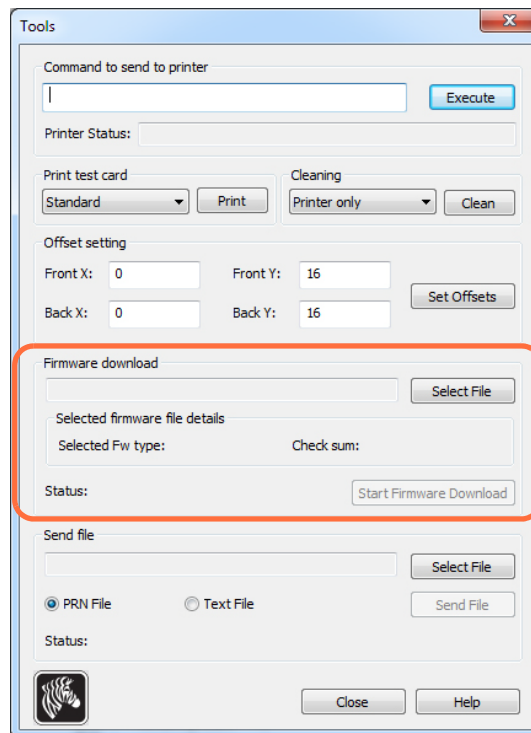 Tools
Command to send to printer
Execute
Printer Status:
Print test card
Cleaning
Standard
Print
Printer only
Clean
Offset setting
Front X: 0 Front Y: 16
Set Offsets
Back X: 0 Back Y: 16
Firmware download
Select File
Selected firmware file details
Selected Fw type: Check sum:
Status:
Start Firmware Download
Send file
Select File
PRN File Text File
Send File
Status:
Close Help